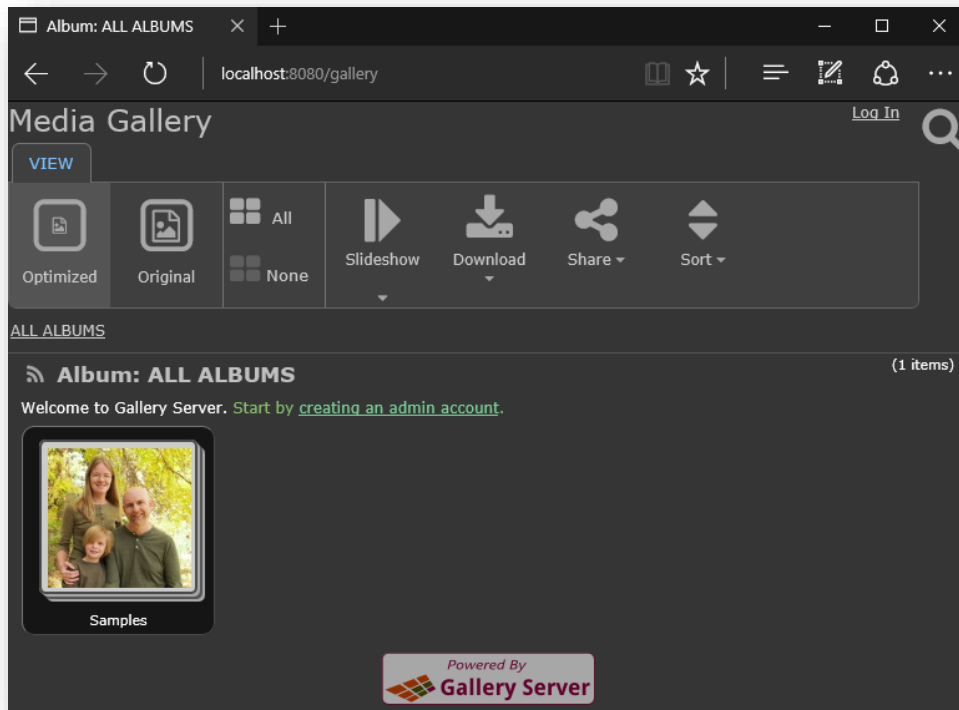 Album: ALL ALBUMS
localhost:8080/gallery
Media Gallery
Log In
VIEW
Optimized
Original
All
None
Slideshow
Download
Share
Sort
ALL ALBUMS
Album: ALL ALBUMS
(1 items)
Welcome to Gallery Server. Start by creating an admin account.
Samples
Powered By
Gallery Server